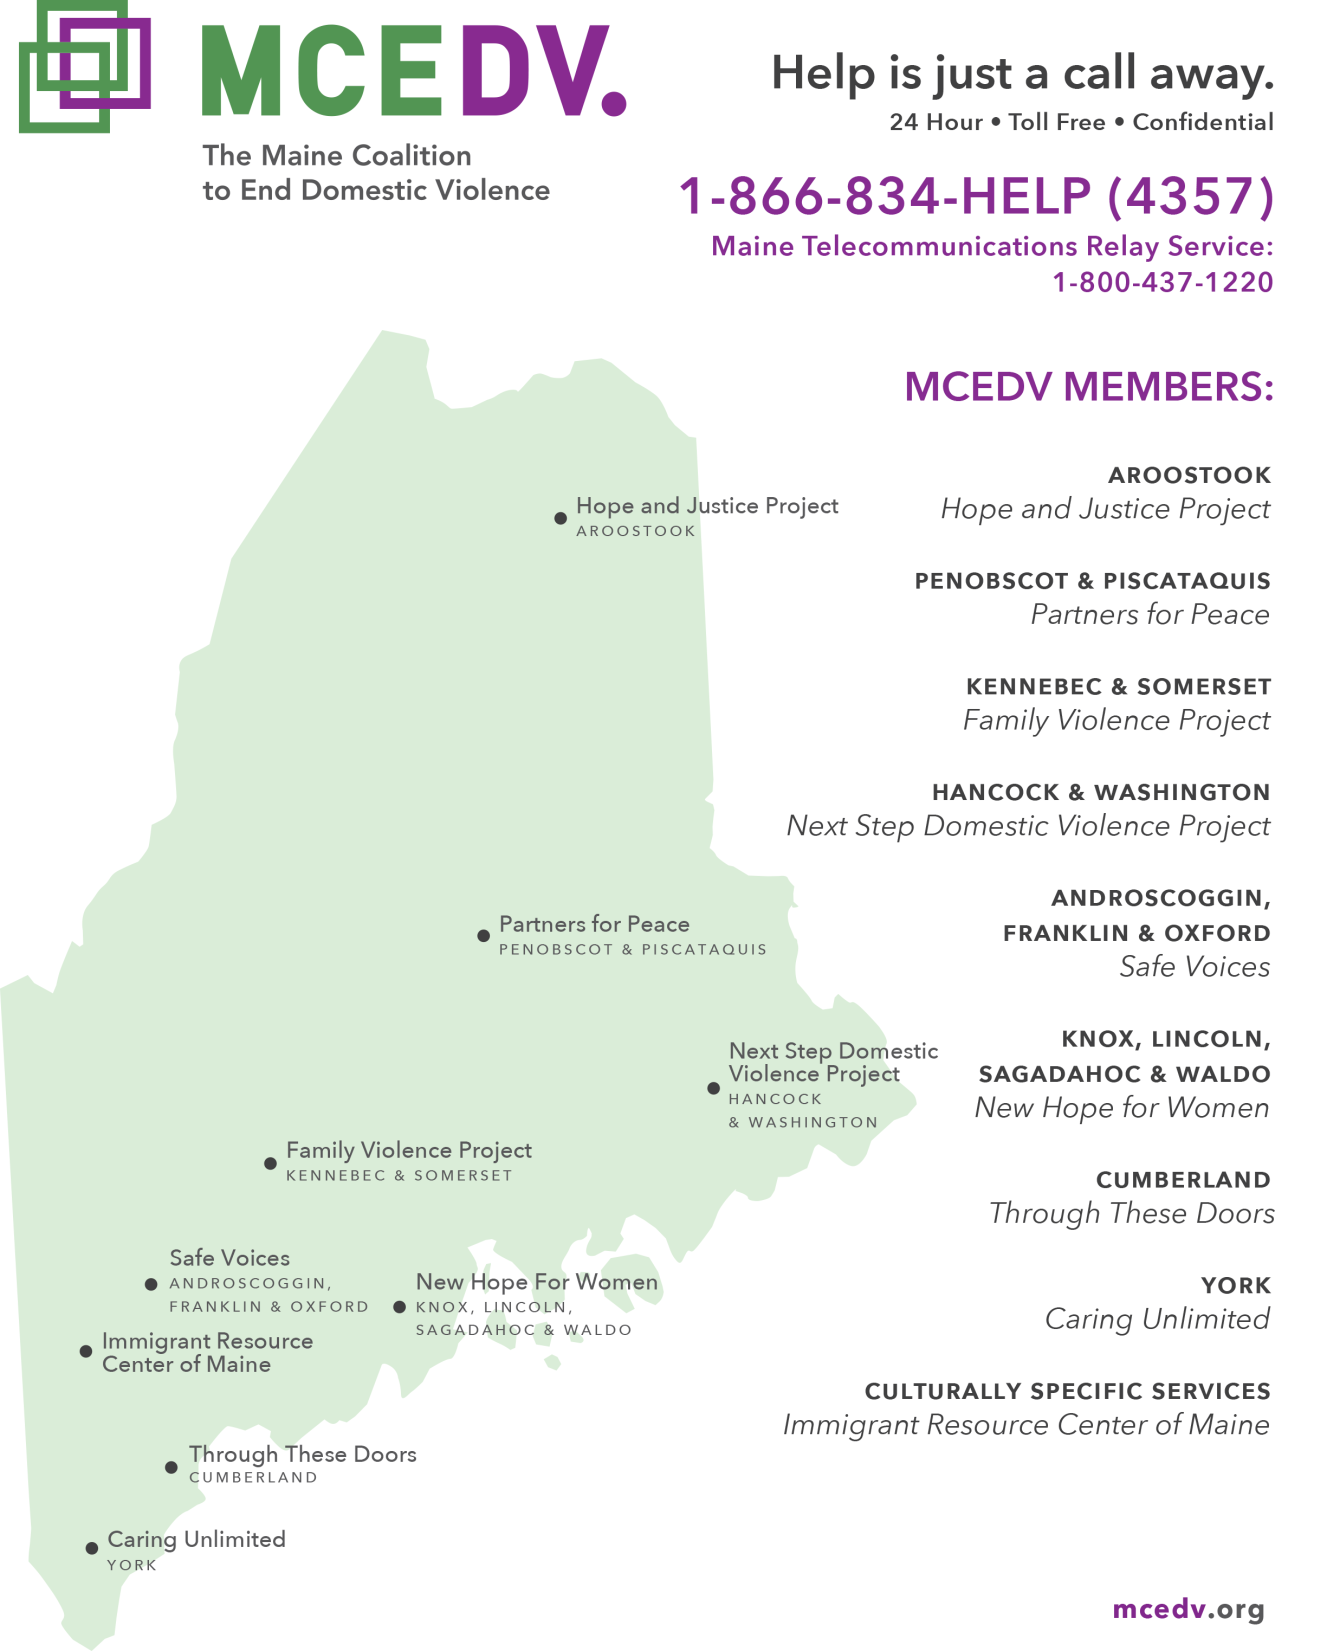 MCEDV.
The Maine Coalition
to End Domestic Violence
Help is just a call away.
24 Hour • Toll Free • Confidential
1-866-834-HELP (4357)
Maine Telecommunications Relay Service:
1-800-437-1220
MCEDV MEMBERS:
AROOSTOOK
Hope and Justice Project
PENOBSCOT & PISCATAQUIS
Partners for Peace
KENNEBEC & SOMERSET
Family Violence Project
HANCOCK & WASHINGTON
Next Step Domestic Violence Project
ANDROSCOGGIN,
FRANKLIN & OXFORD
Safe Voices
KNOX, LINCOLN,
SAGADAHOC & WALDO
New Hope for Women
CUMBERLAND
Through These Doors
YORK
Caring Unlimited
CULTURALLY SPECIFIC SERVICES
Immigrant Resource Center of Maine
Hope and Justice Project
AROOSTOOK
Partners for Peace
PENOBSCOT & PISCATAQUIS
Next Step Domestic
Violence Project
HANCOCK
& WASHINGTON
Family Violence Project
KENNEBEC & SOMERSET
Safe Voices
ANDROSCOGGIN,
FRANKLIN & OXFORD
New Hope For Women
KNOX, LINCOLN,
SAGADAHOC & WALDO
Immigrant Resource
Center of Maine
Through These Doors
CUMBERLAND
Caring Unlimited
YORK
mcedv.org